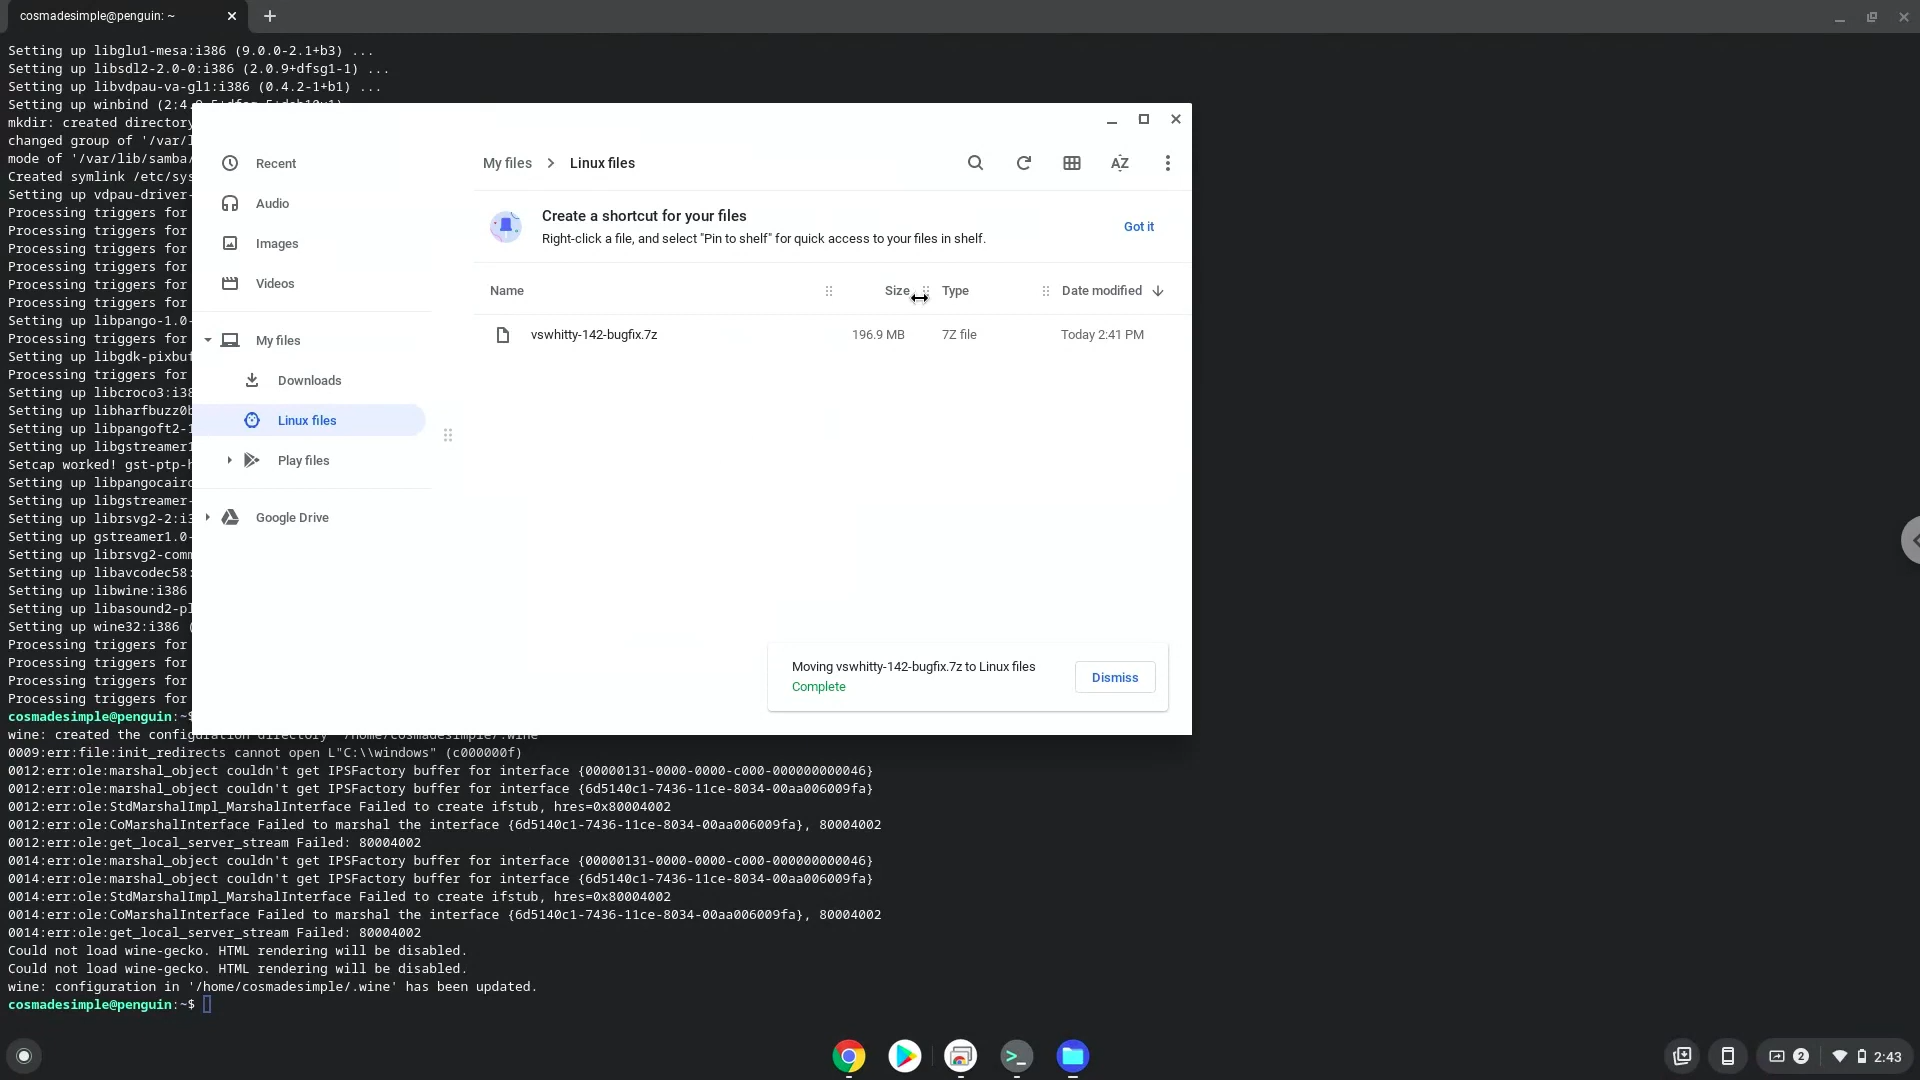 cosmadesimple@penguin: ~
Setting up libglu1-mesa:i386 (9.0.0-2.1+b3) ...
Setting up libsdl2-2.0-0:i386 (2.0.9+dfsg1-1) ...
Setting up libvdpau-va-gl1:i386 (0.4.2-1+b1) ...
Setting up winbind (2:4.
mkdir: created directory
changed group of '/var/l
mode of '/var/lib/samba/
Created symlink /etc/sys
Setting up vdpau-driver-
Processing triggers for
Processing triggers for
Processing triggers for
Processing triggers for
Processing triggers for
Processing triggers for
Setting up libpango-1.0-
Processing triggers for
Setting up libgdk-pixbuf
Processing triggers for
Setting up libcroco3:i38
Setting up libharfbuzz0b
Setting up libpangoft2-1
Setting up libgstreamer1
Setcap worked! gst-ptp-h
Setting up libpangocairo
Setting up libgstreamer-
Setting up librsvg2-2:i3
Setting up gstreamer1.0-
Setting up librsvg2-comm
Setting up libavcodec58:
Setting up libwine:i386
Setting up libasound2-pl
Setting up wine32:i386 (
Processing triggers for
Processing triggers for
Processing triggers for
Processing triggers for
cosmadesimple@penguin:~$
wine: created the configuration directory '/home/cosmadesimple/.wine'
0009:err:file:init_redirects cannot open L"C:\\windows" (c000000f)
0012:err:ole:marshal_object couldn't get IPSFactory buffer for interface {00000131-0000-0000-c000-000000000046}
0012:err:ole:marshal_object couldn't get IPSFactory buffer for interface {6d5140c1-7436-11ce-8034-00aa006009fa}
0012:err:ole:StdMarshalImpl_MarshalInterface Failed to create ifstub, hres=0x80004002
0012:err:ole:CoMarshalInterface Failed to marshal the interface {6d5140c1-7436-11ce-8034-00aa006009fa}, 80004002
0012:err:ole:get_local_server_stream Failed: 80004002
0014:err:ole:marshal_object couldn't get IPSFactory buffer for interface {00000131-0000-0000-c000-000000000046}
0014:err:ole:marshal_object couldn't get IPSFactory buffer for interface {6d5140c1-7436-11ce-8034-00aa006009fa}
0014:err:ole:StdMarshalImpl_MarshalInterface Failed to create ifstub, hres=0x80004002
0014:err:ole:CoMarshalInterface Failed to marshal the interface {6d5140c1-7436-11ce-8034-00aa006009fa}, 80004002
0014:err:ole:get_local_server_stream Failed: 80004002
Could not load wine-gecko. HTML rendering will be disabled.
Could not load wine-gecko. HTML rendering will be disabled.
wine: configuration in '/home/cosmadesimple/.wine' has been updated.
cosmadesimple@penguin:~$
Recent
Audio
Images
Videos
My files
Downloads
Linux files
Play files
Google Drive
My files > Linux files
AZ
Create a shortcut for your files
Right-click a file, and select "Pin to shelf" for quick access to your files in shelf.
Got it
Name Size Type Date modified
vswhitty-142-bugfix.7z 196.9 MB 7Z file Today 2:41 PM
Moving vswhitty-142-bugfix.7z to Linux files
Complete
Dismiss
2
2:43